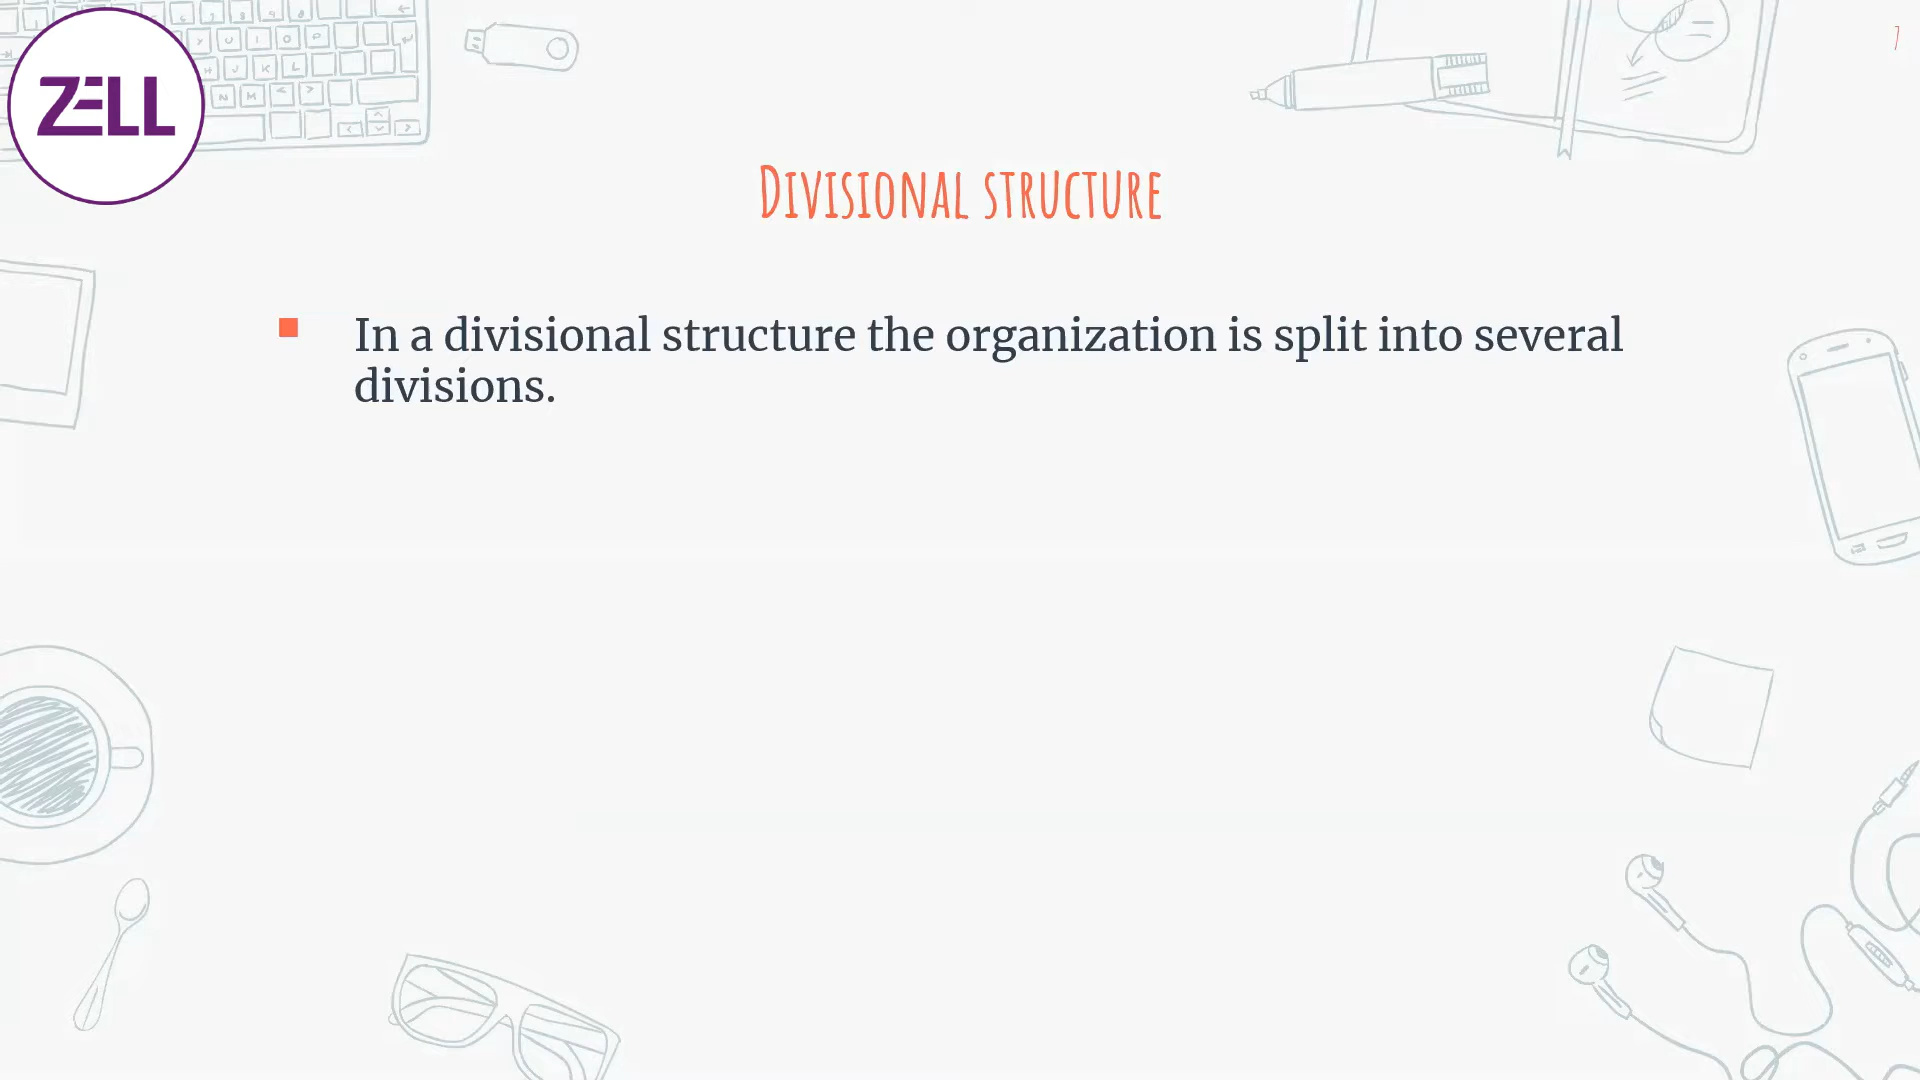 ZELL
7
Divisional structure
In a divisional structure the organization is split into several
divisions.